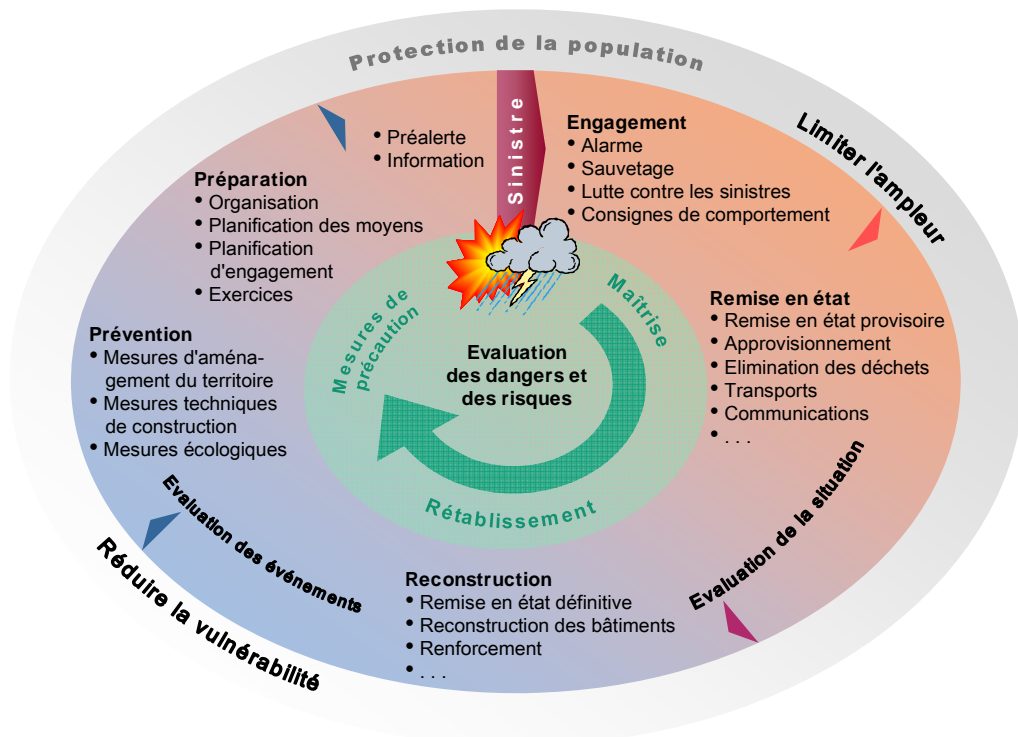 Protection de la population
Sinistre
Engagement
• Alarme
• Sauvetage
• Lutte contre les sinistres
• Consignes de comportement
Limiter l'ampleur
Remise en état
• Remise en état provisoire
• Approvisionnement
• Elimination des déchets
• Transports
• Communications
• . . .
Evaluation de la situation
Reconstruction
• Remise en état définitive
• Reconstruction des bâtiments
• Renforcement
• . . .
Evaluation des événements
Réduire la vulnérabilité
Prévention
• Mesures d'aména-
gement du territoire
• Mesures techniques
de construction
• Mesures écologiques
Préparation
• Organisation
• Planification des moyens
• Planification
d'engagement
• Exercices
• Préalerte
• Information
Maîtrise
Rétablissement
Mesures de
précaution
Evaluation
des dangers et
des risques